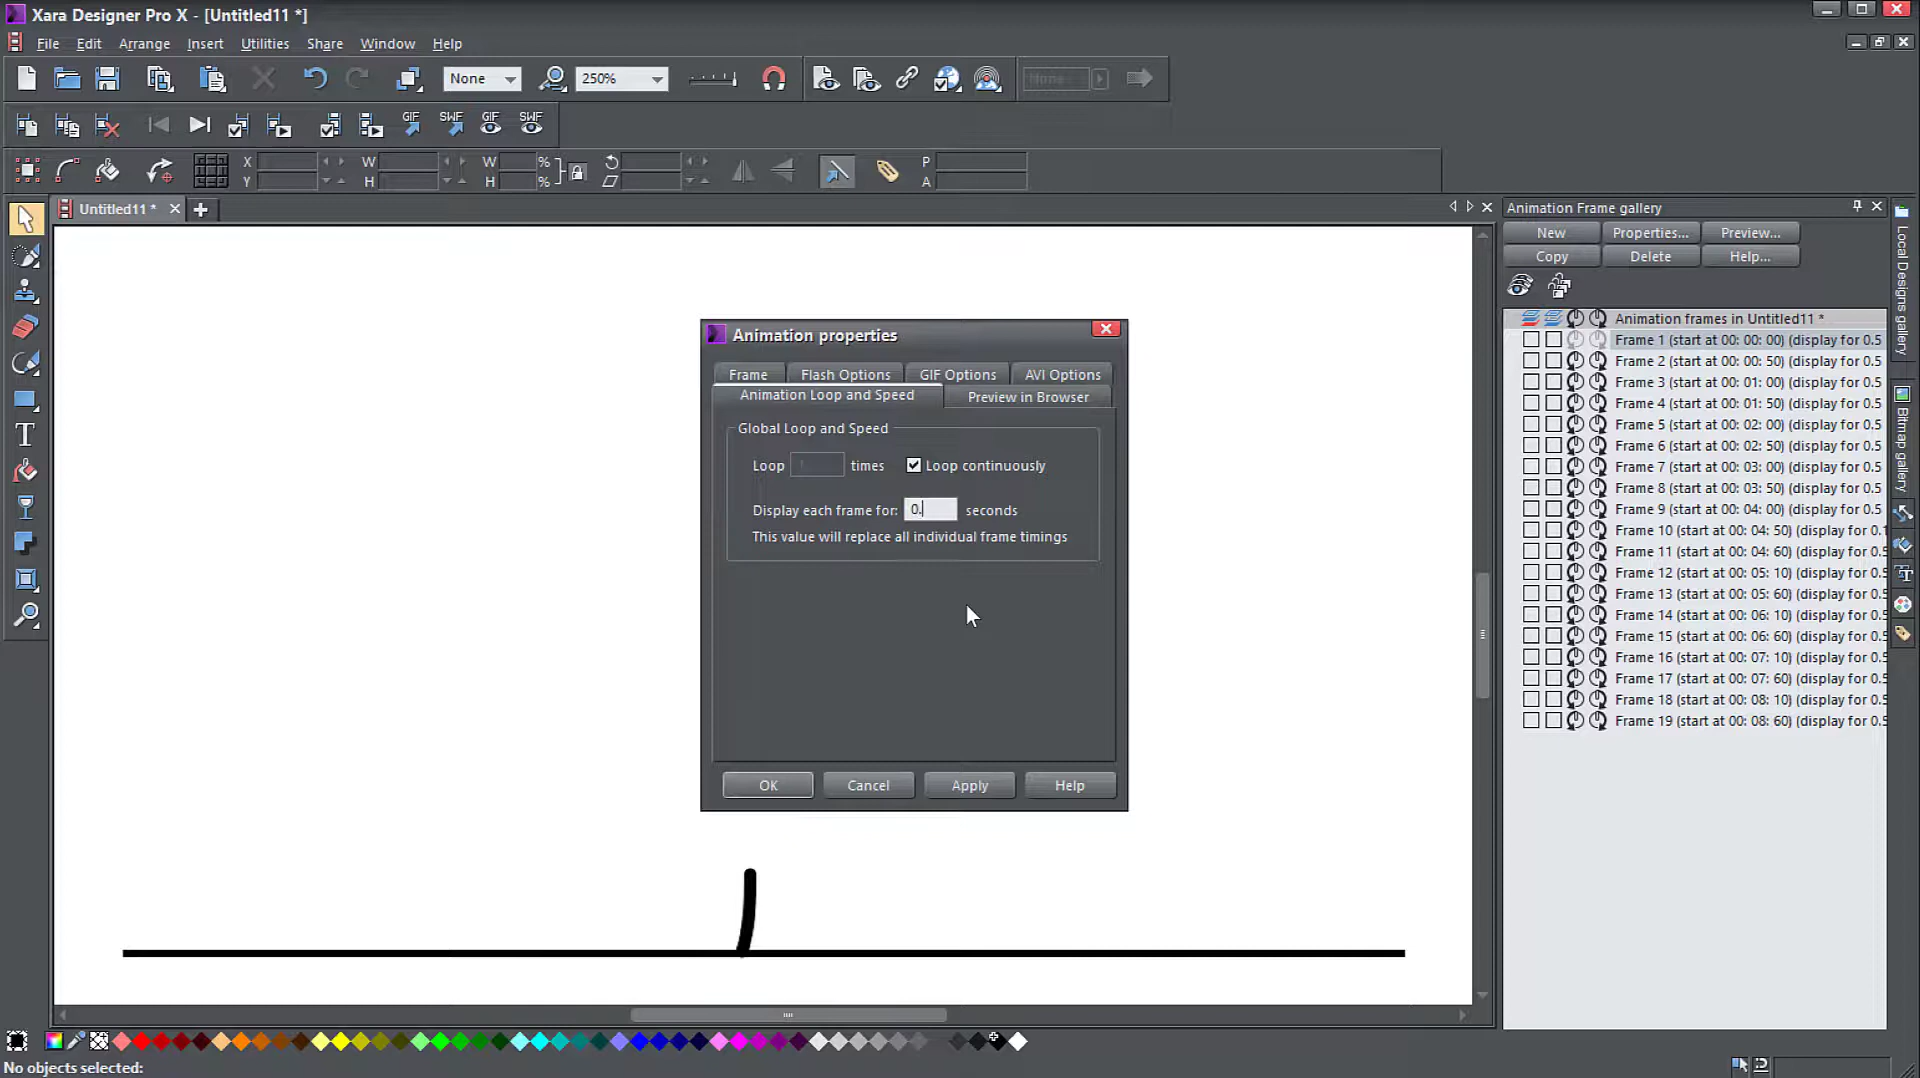 Xara Designer Pro X - [Untitled11 *]
File Edit Arrange Insert Utilities Share Window Help
None 250% None
GIF SWF GIF SWF
X W W % P
Y H H % A
Untitled11 *
Animation Frame gallery
New Properties... Preview...
Copy Delete Help...
Animation frames in Untitled11 *
Frame 1 (start at 00: 00: 00) (display for 0.5
Frame 2 (start at 00: 00: 50) (display for 0.5
Frame 3 (start at 00: 01: 00) (display for 0.5
Frame 4 (start at 00: 01: 50) (display for 0.5
Frame 5 (start at 00: 02: 00) (display for 0.5
Frame 6 (start at 00: 02: 50) (display for 0.5
Frame 7 (start at 00: 03: 00) (display for 0.5
Frame 8 (start at 00: 03: 50) (display for 0.5
Frame 9 (start at 00: 04: 00) (display for 0.5
Frame 10 (start at 00: 04: 50) (display for 0.1
Frame 11 (start at 00: 04: 60) (display for 0.5
Frame 12 (start at 00: 05: 10) (display for 0.5
Frame 13 (start at 00: 05: 60) (display for 0.5
Frame 14 (start at 00: 06: 10) (display for 0.5
Frame 15 (start at 00: 06: 60) (display for 0.5
Frame 16 (start at 00: 07: 10) (display for 0.5
Frame 17 (start at 00: 07: 60) (display for 0.5
Frame 18 (start at 00: 08: 10) (display for 0.5
Frame 19 (start at 00: 08: 60) (display for 0.5
Local Designs gallery
Bitmap gallery
Animation properties
Frame Flash Options GIF Options AVI Options
Animation Loop and Speed Preview in Browser
Global Loop and Speed
Loop times Loop continuously
Display each frame for: 0. seconds
This value will replace all individual frame timings
OK Cancel Apply Help
No objects selected: